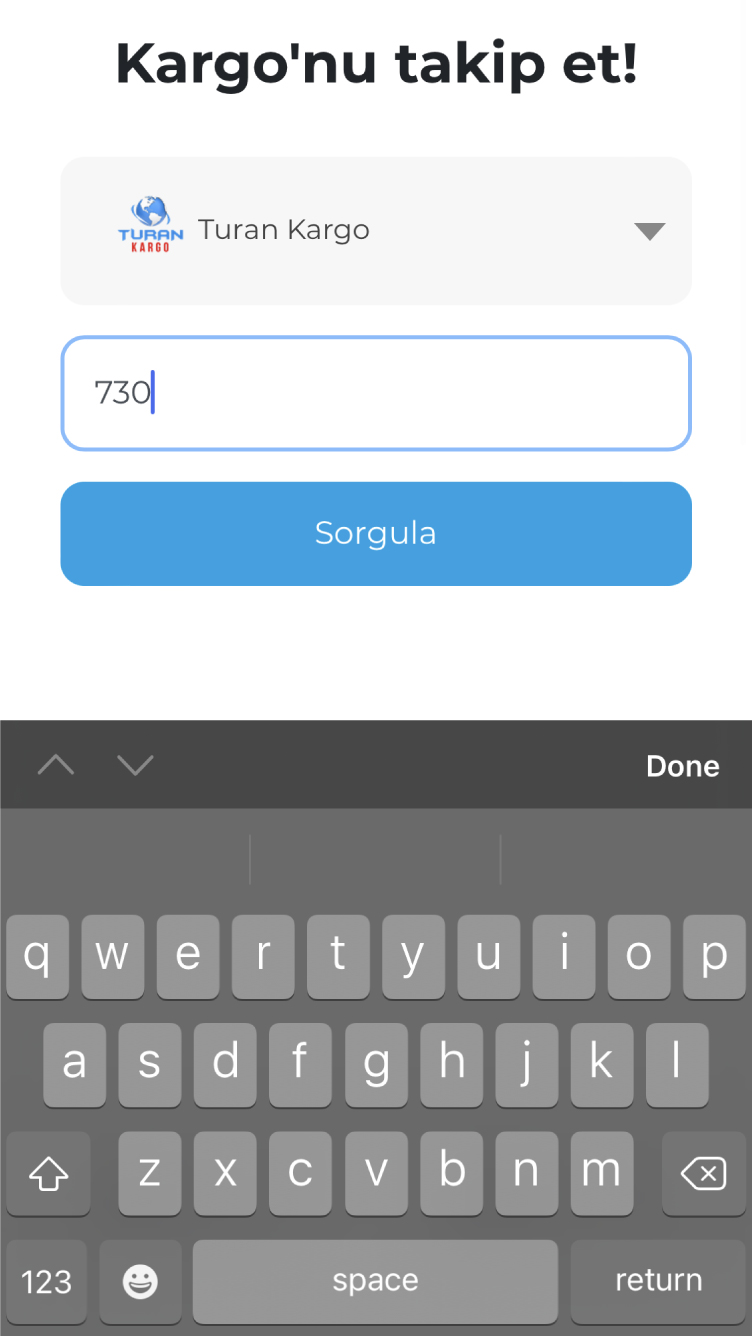 Kargo'nu takip et!
TURAN
KARGO
Turan Kargo
730
Sorgula
Done
q w e r t y u i o p
a s d f g h j k l
z x c v b n m
123 space return